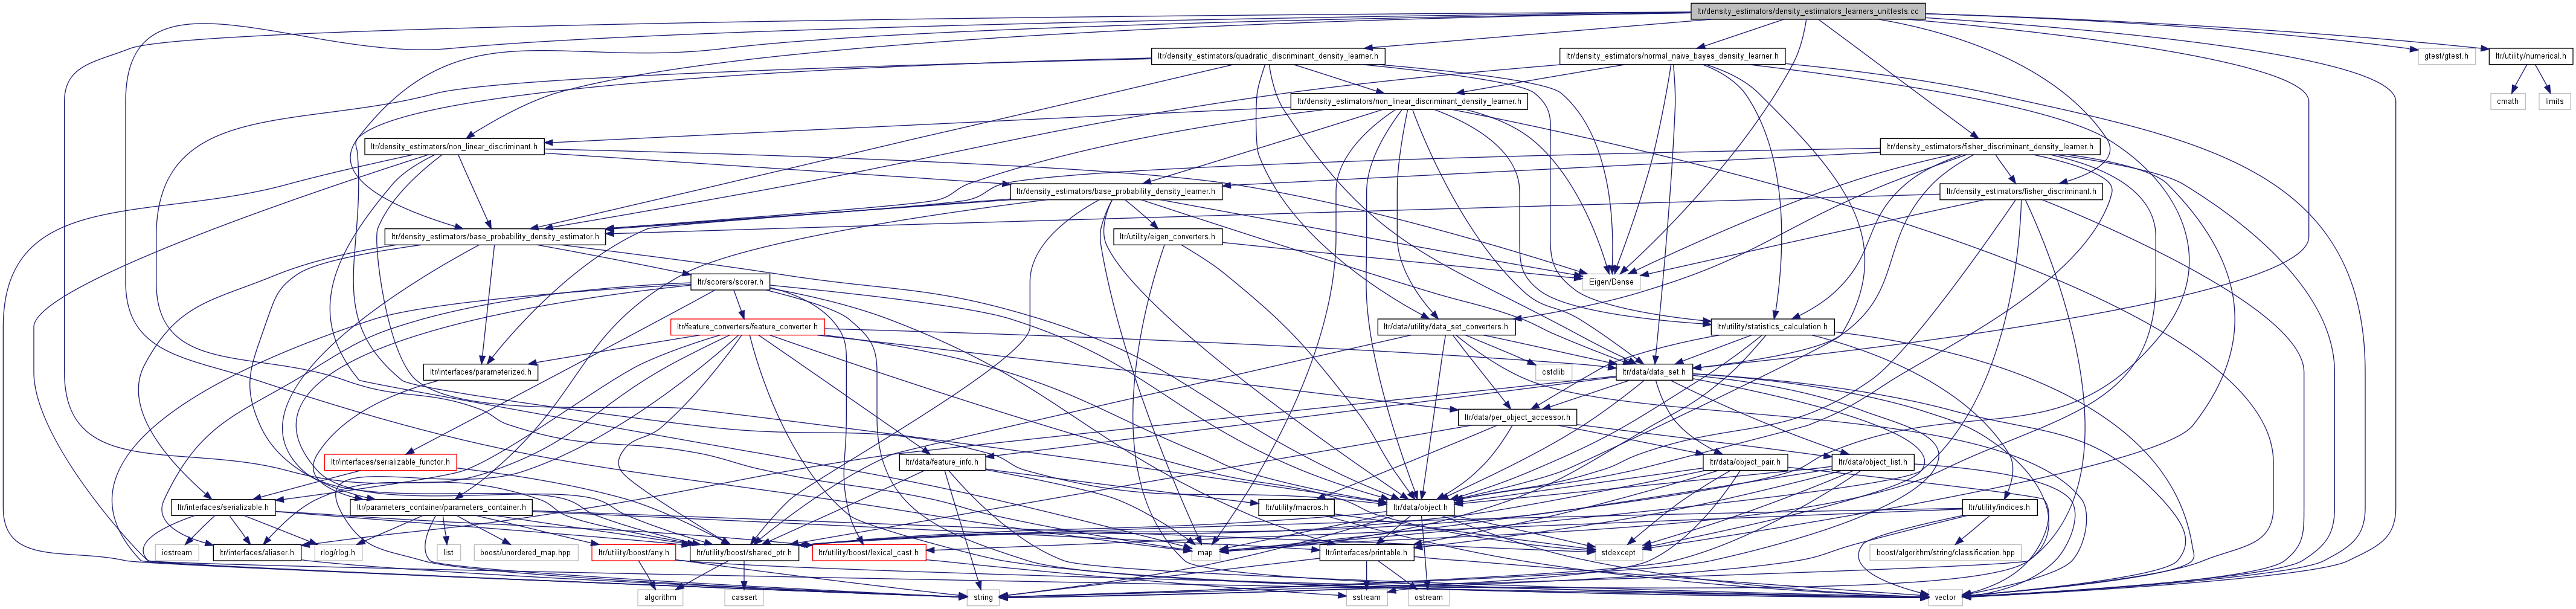 ltr/density_estimators/density_estimators_learners_unittests.cc
ltr/density_estimators/quadratic_discriminant_density_learner.h
ltr/density_estimators/normal_naive_bayes_density_learner.h
gtest/gtest.h
ltr/utility/numerical.h
ltr/density_estimators/non_linear_discriminant_density_learner.h
cmath
limits
ltr/density_estimators/non_linear_discriminant.h
ltr/density_estimators/fisher_discriminant_density_learner.h
ltr/density_estimators/base_probability_density_learner.h
ltr/density_estimators/fisher_discriminant.h
ltr/density_estimators/base_probability_density_estimator.h
ltr/utility/eigen_converters.h
ltr/scorers/scorer.h
Eigen/Dense
ltr/feature_converters/feature_converter.h
ltr/data/utility/data_set_converters.h
ltr/utility/statistics_calculation.h
ltr/interfaces/parameterized.h
cstdlib
ltr/data/data_set.h
ltr/data/per_object_accessor.h
ltr/interfaces/serializable_functor.h
ltr/data/feature_info.h
ltr/data/object_pair.h
ltr/data/object_list.h
ltr/interfaces/serializable.h
ltr/parameters_container/parameters_container.h
ltr/utility/macros.h
ltr/data/object.h
ltr/utility/indices.h
iostream
ltr/interfaces/aliaser.h
rlog/rlog.h
list
boost/unordered_map.hpp
ltr/utility/boost/any.h
ltr/utility/boost/shared_ptr.h
ltr/utility/boost/lexical_cast.h
map
ltr/interfaces/printable.h
stdexcept
boost/algorithm/string/classification.hpp
algorithm
cassert
string
sstream
ostream
vector